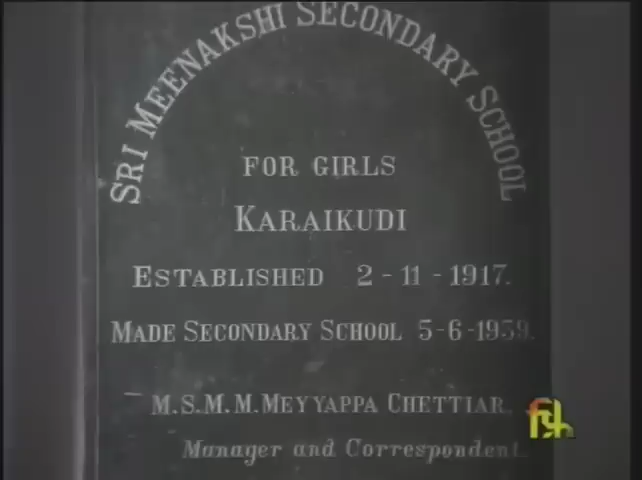 SRI MEENAKSHI SECONDARY SCHOOL
FOR GIRLS
KARAIKUDI
ESTABLISHED 2-11-1917.
MADE SECONDARY SCHOOL 5-6-1959.
M.S.M.M.MEYYAPPA CHETTIAR,
Manager and Correspondent.